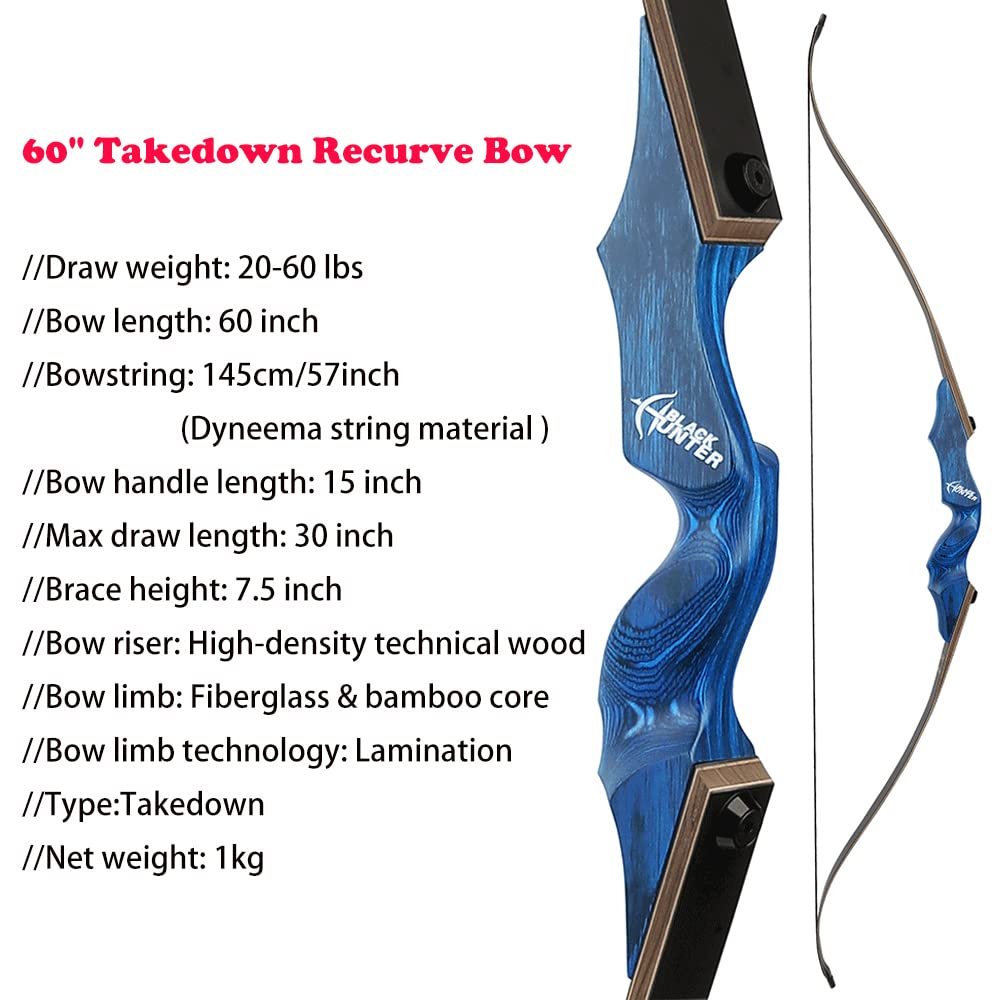 60" Takedown Recurve Bow
//Draw weight: 20-60 lbs
//Bow length: 60 inch
//Bowstring: 145cm/57inch
(Dyneema string material )
//Bow handle length: 15 inch
//Max draw length: 30 inch
//Brace height: 7.5 inch
//Bow riser: High-density technical wood
//Bow limb: Fiberglass & bamboo core
//Bow limb technology: Lamination
//Type:Takedown
//Net weight: 1kg
BLACK
HUNTER
BLACK
HUNTER